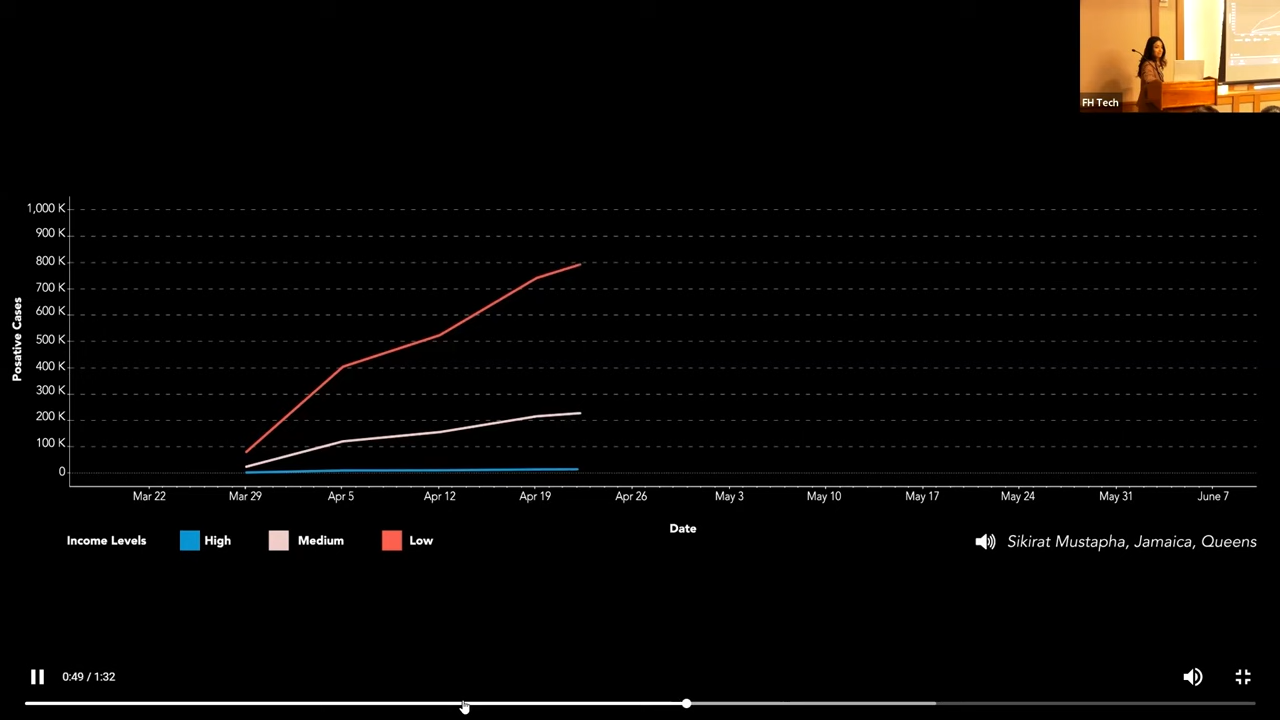 FH Tech
1,000 K
900 K
800 K
700 K
600 K
500 K
400 K
300 K
200 K
100 K
0
Posative Cases
Mar 22 Mar 29 Apr 5 Apr 12 Apr 19 Apr 26 May 3 May 10 May 17 May 24 May 31 June 7
Date
Income Levels High Medium Low
Sikirat Mustapha, Jamaica, Queens
0:49 / 1:32